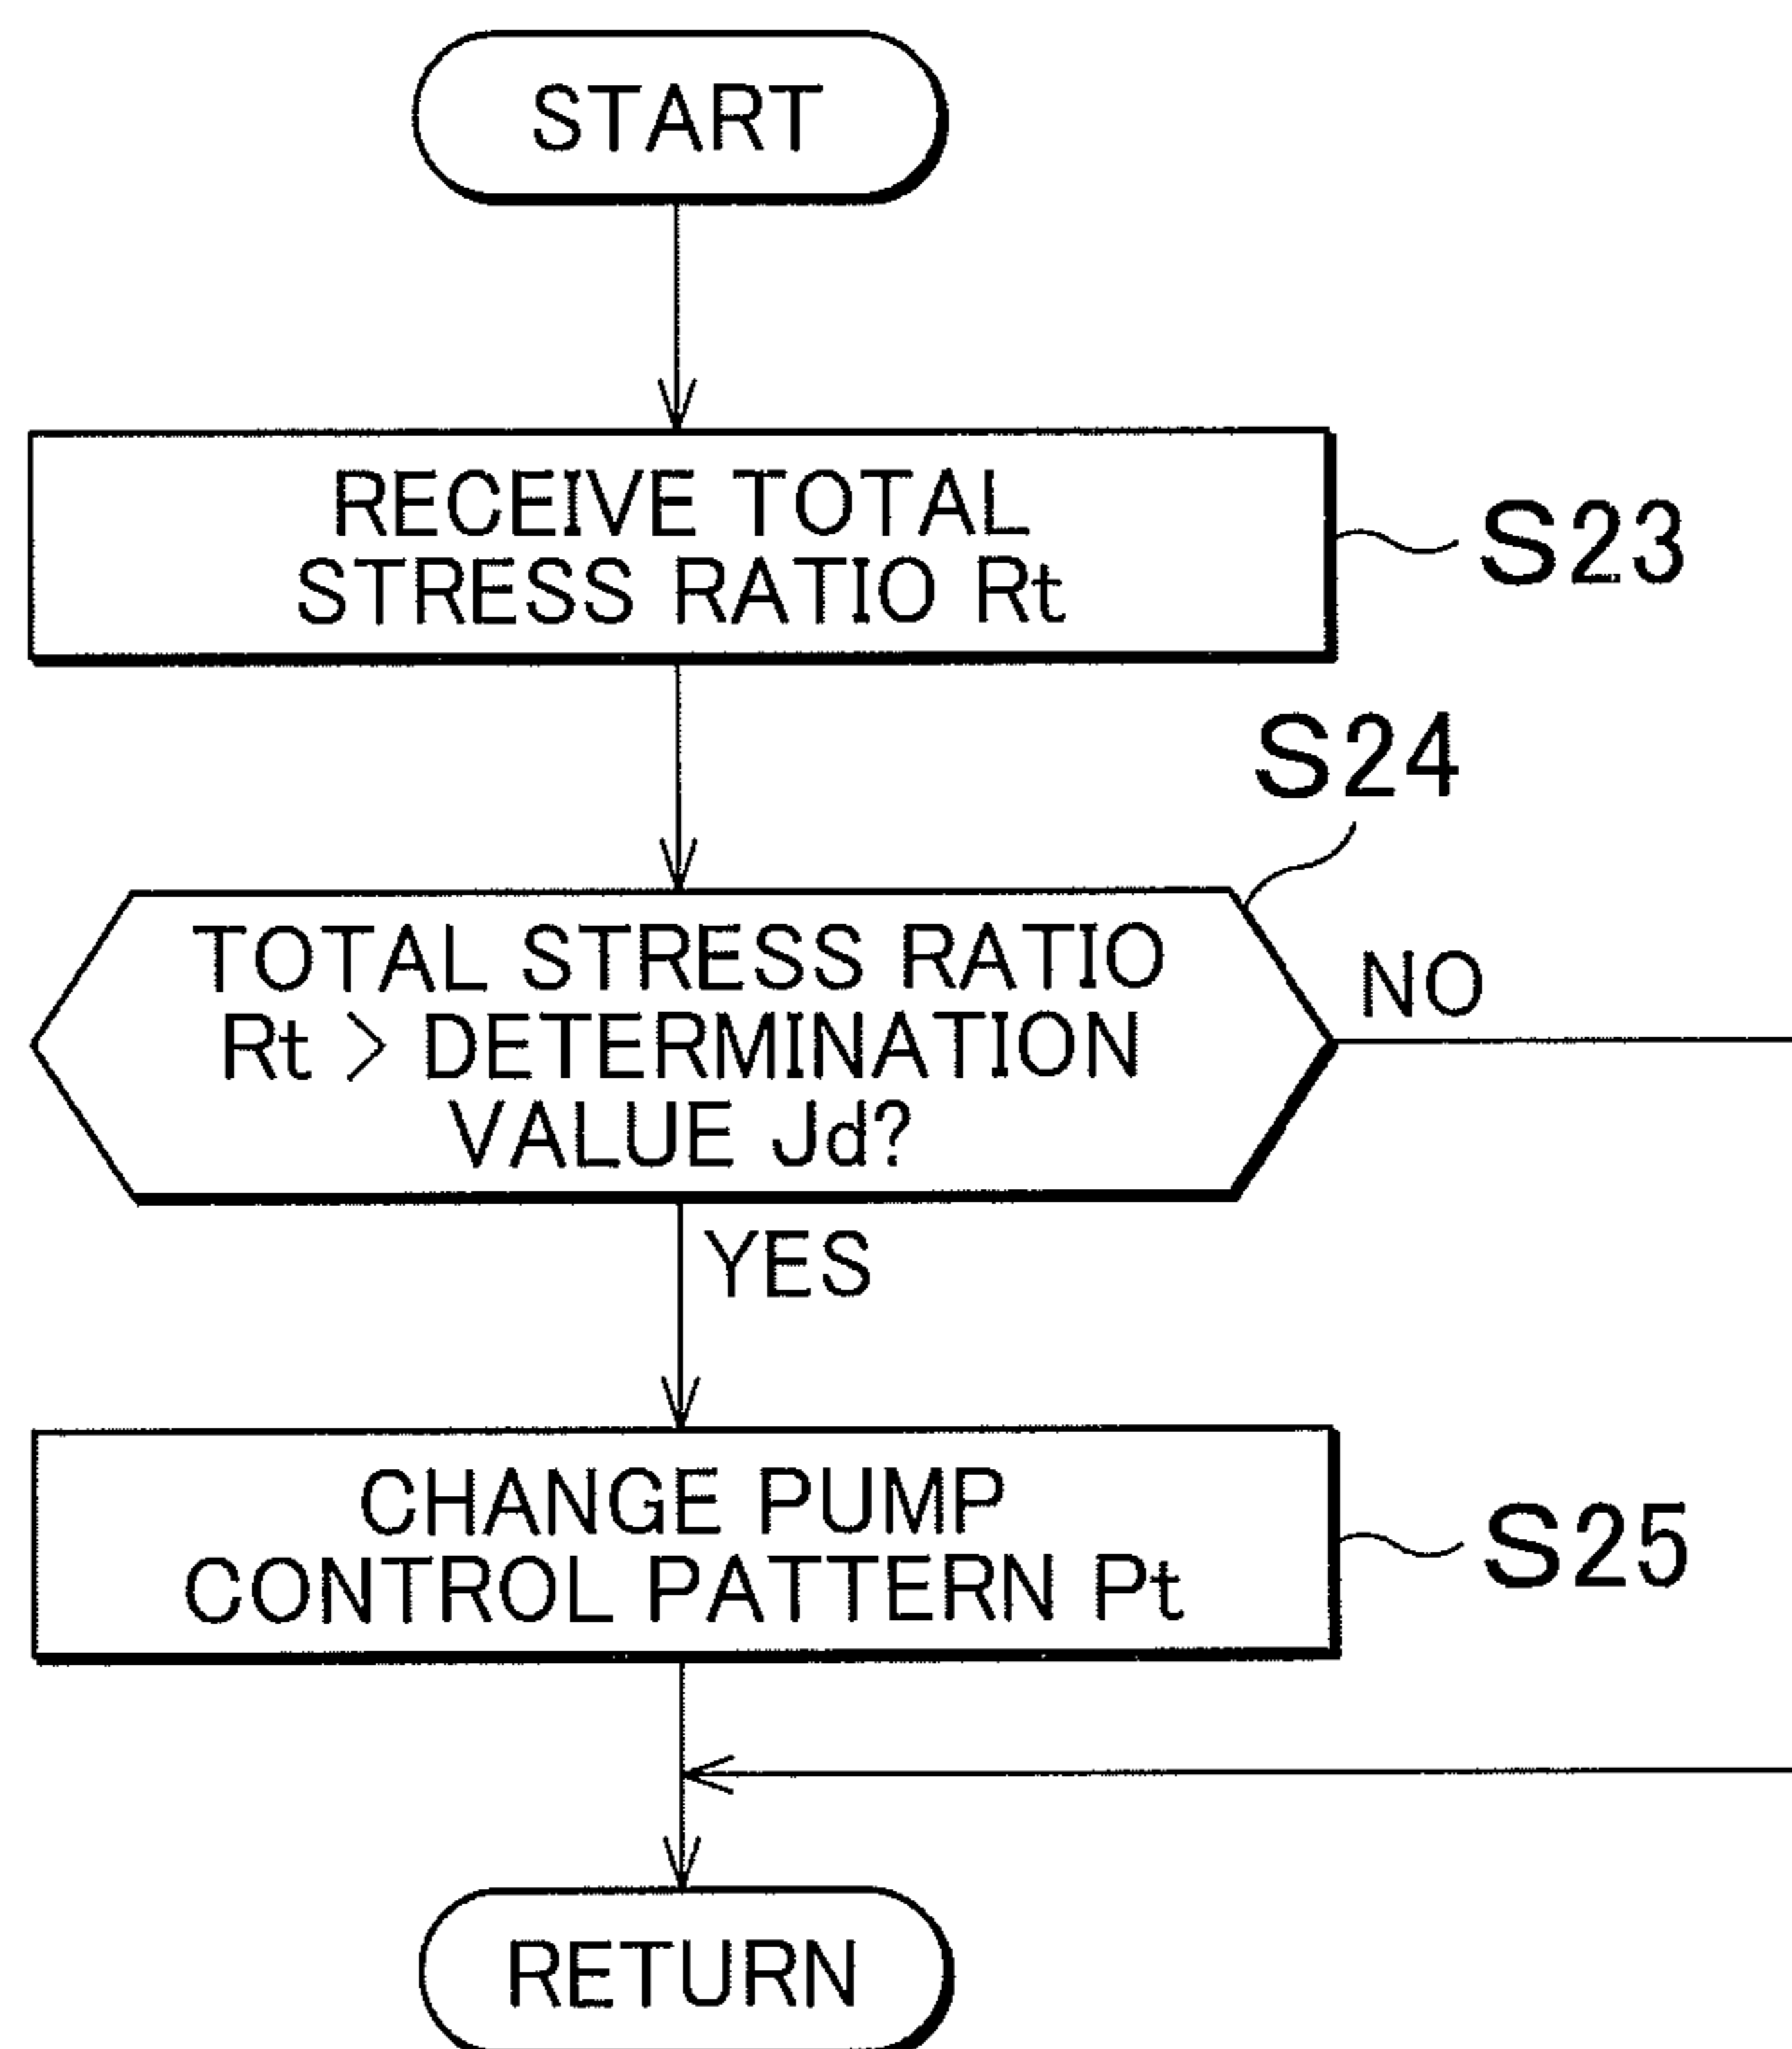 START
RECEIVE TOTAL
STRESS RATIO Rt
S23
S24
TOTAL STRESS RATIO
Rt > DETERMINATION
VALUE Jd?
NO
YES
CHANGE PUMP
CONTROL PATTERN Pt
S25
RETURN